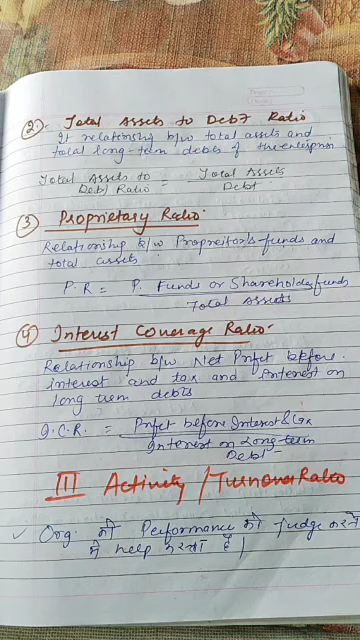 ② Total Assets to Debt Ratio
It relationship b/w total assets and
total long-term debts of the enterprise
Total Assets to Debt Ratio = Total Assets / Debt
③ Proprietary Ratio.
Relationship b/w Propreitor's funds and
total assets
P.R = P. Funds or Shareholders funds / Total Assets
④ Interest Coverage Ratio.
Relationship b/w Net Profit before
interest and tax and interest on
long term debts
I.C.R. = Profit before Interest & tax / Interest on Long-term Debt
III Activity / Turnover Ratio
✓ Org. की Performance को judge करने
में help करता है|